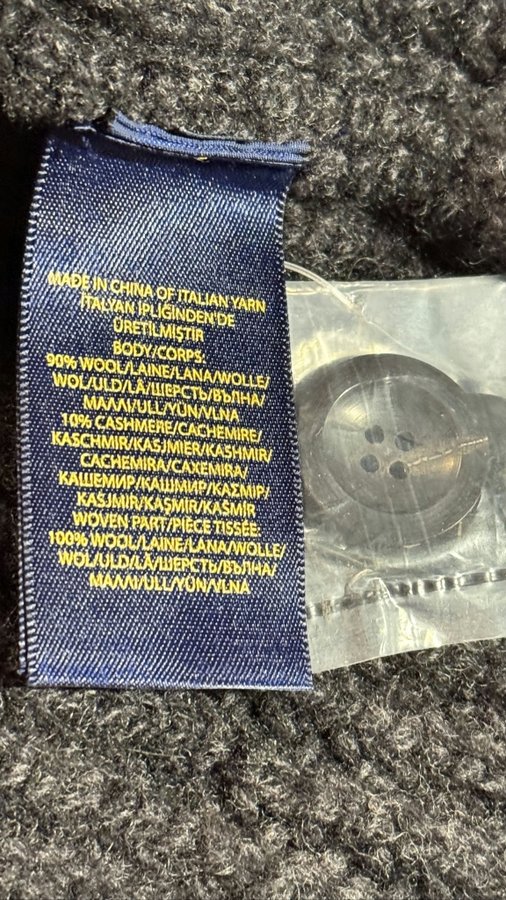 MADE IN CHINA OF ITALIAN YARN
İTALYAN İPLİĞİNDEN'DE
ÜRETİLMİŞTİR
BODY/CORPS:
90% WOOL/LAINE/LANA/WOLLE/
WOL/ULD/LÃ/ШЕРСТЬ/ВЪЛНА/
ΜΑΛΛΙ/ULL/YÜN/VLNA
10% CASHMERE/CACHEMIRE/
KASCHMIR/KASJMIER/KASHMIR/
CACHEMIRA/CAXEMIRA/
КАШЕМИР/КАШМИР/ΚΑΣΜΙΡ/
KASJMIR/KAŞMİR/KAŠMÍR
WOVEN PART/PIÈCE TISSÉE:
100% WOOL/LAINE/LANA/WOLLE/
WOL/ULD/LÃ/ШЕРСТЬ/ВЪЛНА/
ΜΑΛΛΙ/ULL/YÜN/VLNA